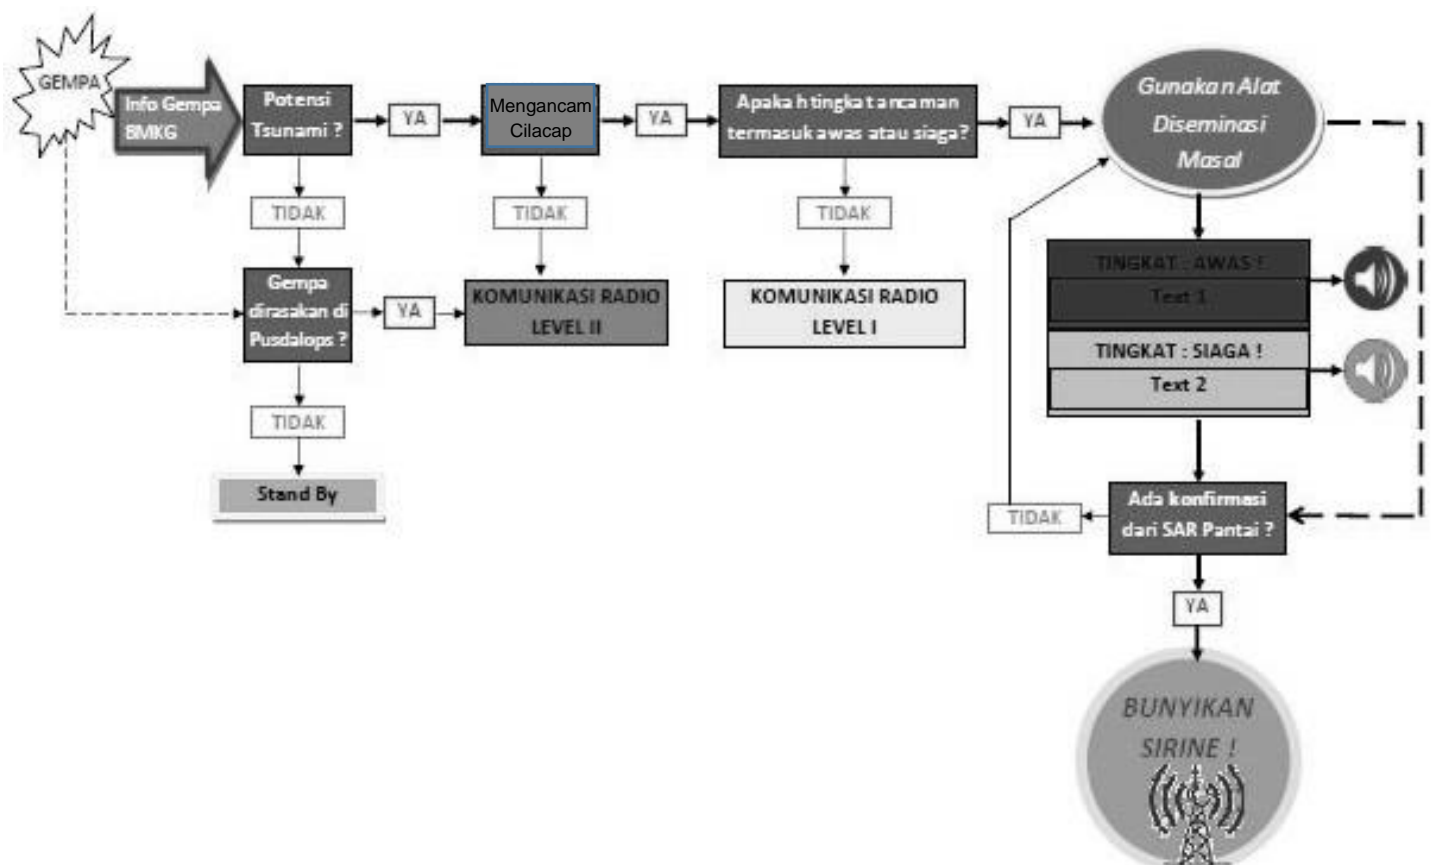 GEMPA
Info Gempa
BMKG
Potensi
Tsunami ?
YA
Mengancam
Cilacap
YA
Apakah tingkat ancaman
termasuk awas atau siaga?
YA
Gunakan Alat
Diseminasi
Masal
TIDAK
TIDAK
TIDAK
Gempa
dirasakan di
Pusdalops ?
YA
KOMUNIKASI RADIO
LEVEL II
KOMUNIKASI RADIO
LEVEL I
TINGKAT : AWAS !
Text 1
TINGKAT : SIAGA !
Text 2
TIDAK
Stand By
TIDAK
Ada konfirmasi
dari SAR Pantai ?
YA
BUNYIKAN
SIRINE !